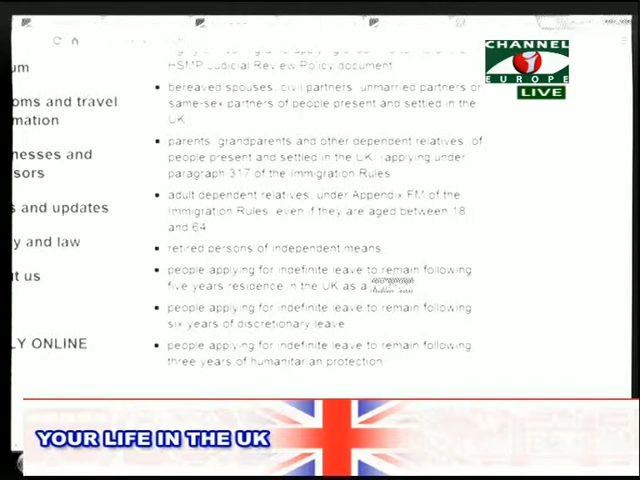 CHANNEL
i
EUROPE
LIVE
HSMP Judicial Review Policy document
bereaved spouses, civil partners, unmarried partners or
same-sex partners of people present and settled in the
UK
parents, grandparents and other dependent relatives, of
people present and settled in the UK, applying under
paragraph 317 of the Immigration Rules
adult dependent relatives, under Appendix FM of the
Immigration Rules, even if they are aged between 18
and 64
retired persons of independent means
people applying for indefinite leave to remain following
five years residence in the UK as a
people applying for indefinite leave to remain following
six years of discretionary leave
people applying for indefinite leave to remain following
three years of humanitarian protection
um
oms and travel
mation
nesses and
sors
s and updates
y and law
t us
LY ONLINE
YOUR LIFE IN THE UK